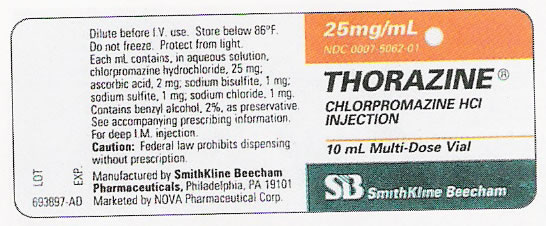 Dilute before I.V. use. Store below 86°F.
Do not freeze. Protect from light.
Each mL contains, in aqueous solution,
chlorpromazine hydrochloride, 25 mg;
ascorbic acid, 2 mg; sodium bisulfite, 1 mg;
sodium sulfite, 1 mg; sodium chloride, 1 mg.
Contains benzyl alcohol, 2%, as preservative.
See accompanying prescribing information.
For deep I.M. injection.
Caution: Federal law prohibits dispensing
without prescription.
Manufactured by SmithKline Beecham
Pharmaceuticals, Philadelphia, PA 19101
Marketed by NOVA Pharmaceutical Corp.
LOT
EXP.
693897-AD
25mg/mL
NDC 0007-5062-01
THORAZINE®
CHLORPROMAZINE HCl
INJECTION
10 mL Multi-Dose Vial
SB SmithKline Beecham